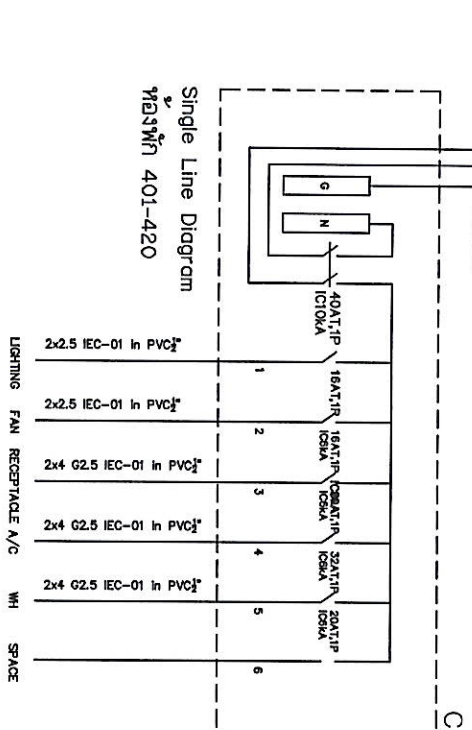 C
G
N
40AT,1P
IC10kA
16AT,1P
IC6kA
16AT,1P
IC6kA
32AT,1P
IC6kA
20AT,1P
IC6kA
1
2
3
4
5
6
2x2.5 IEC-01 in PVC½"
2x2.5 IEC-01 in PVC½"
2x4 G2.5 IEC-01 in PVC½"
2x4 G2.5 IEC-01 in PVC½"
2x4 G2.5 IEC-01 in PVC½"
LIGHTING
FAN
RECEPTACLE
A/C
WH
SPACE
Single Line Diagram
ห้องพัก 401-420